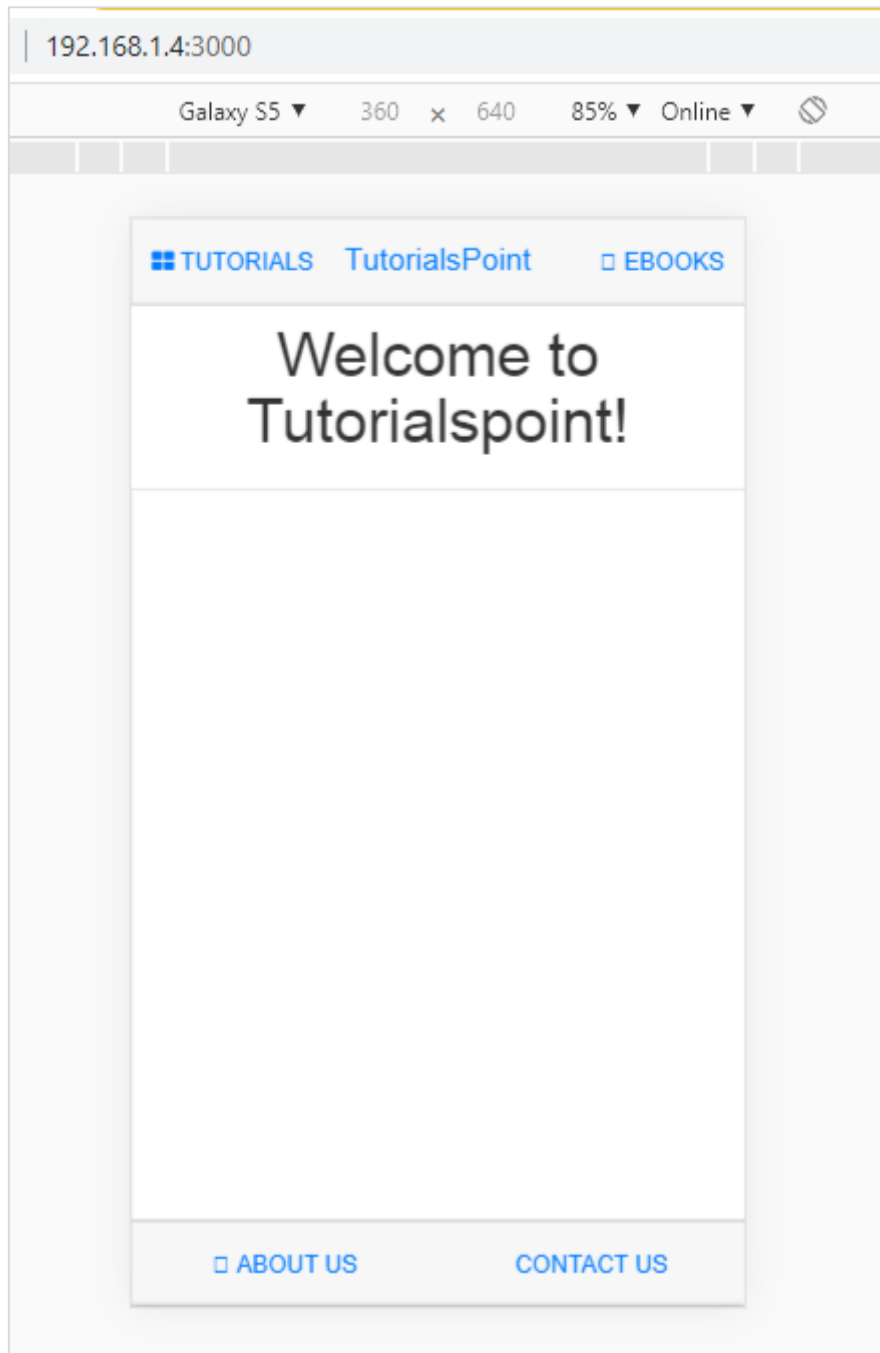 192.168.1.4:3000
Galaxy S5 ▼ 360 × 640 85% ▼ Online ▼
TUTORIALS TutorialsPoint EBOOKS
Welcome to
Tutorialspoint!
ABOUT US CONTACT US